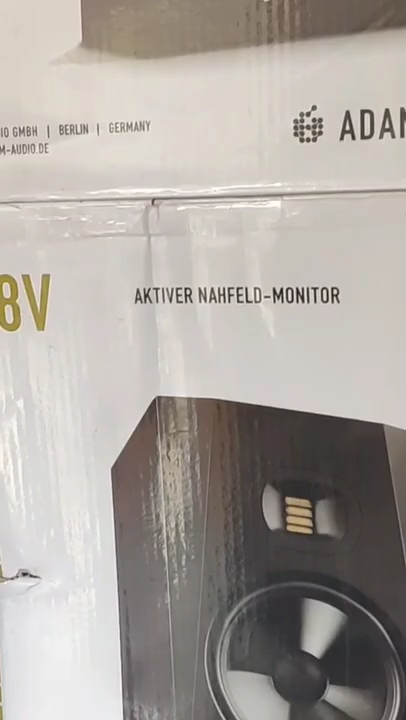 IO GMBH | BERLIN | GERMANY
M-AUDIO.DE
ADAM
8V
AKTIVER NAHFELD-MONITOR